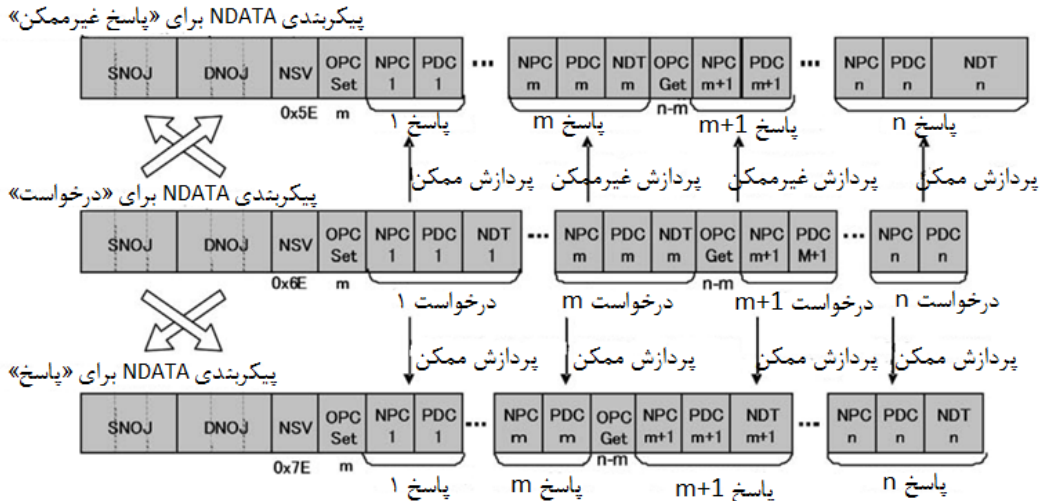 پیکربندی NDATA برای «پاسخ غیرممکن»
SNOJ DNOJ NSV OPC Set NPC 1 PDC 1 ... NPC m PDC m NDT m OPC Get NPC m+1 PDC m+1 ... NPC n PDC n NDT n
0x5E m n-m
پاسخ ۱ پاسخ m پاسخ m+1 پاسخ n
پردازش ممکن پردازش غیرممکن پردازش غیرممکن پردازش ممکن
پیکربندی NDATA برای «درخواست»
SNOJ DNOJ NSV OPC Set NPC 1 PDC 1 NDT 1 ... NPC m PDC m NDT m OPC Get NPC m+1 PDC M+1 ... NPC n PDC n
0x6E m n-m
درخواست ۱ درخواست m درخواست m+1 درخواست n
پردازش ممکن پردازش ممکن پردازش ممکن پردازش ممکن
پیکربندی NDATA برای «پاسخ»
SNOJ DNOJ NSV OPC Set NPC 1 PDC 1 ... NPC m PDC m OPC Get NPC m+1 PDC m+1 NDT m+1 ... NPC n PDC n NDT n
0x7E m n-m
پاسخ ۱ پاسخ m پاسخ m+1 پاسخ n